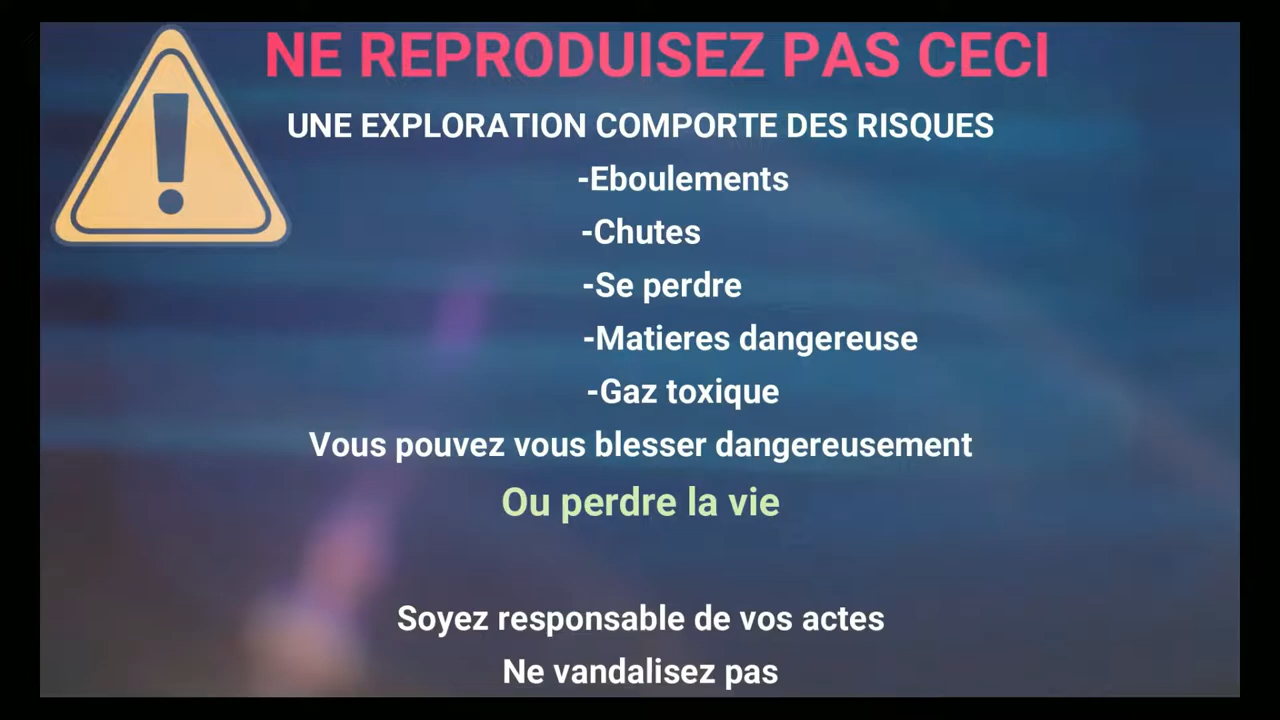 NE REPRODUISEZ PAS CECI
UNE EXPLORATION COMPORTE DES RISQUES
-Eboulements
-Chutes
-Se perdre
-Matieres dangereuse
-Gaz toxique
Vous pouvez vous blesser dangereusement
Ou perdre la vie
Soyez responsable de vos actes
Ne vandalisez pas